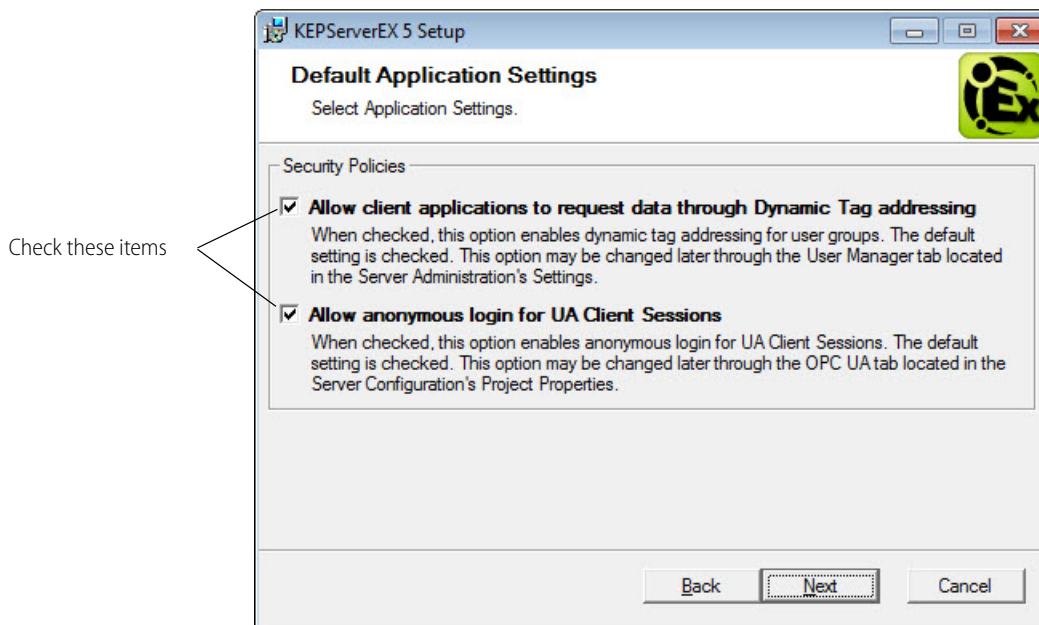 KEPServerEX 5 Setup
Default Application Settings
Select Application Settings.
Ex
Security Policies
Allow client applications to request data through Dynamic Tag addressing
When checked, this option enables dynamic tag addressing for user groups. The default
setting is checked. This option may be changed later through the User Manager tab located
in the Server Administration's Settings.
Check these items
Allow anonymous login for UA Client Sessions
When checked, this option enables anonymous login for UA Client Sessions. The default
setting is checked. This option may be changed later through the OPC UA tab located in the
Server Configuration's Project Properties.
Back
Next
Cancel